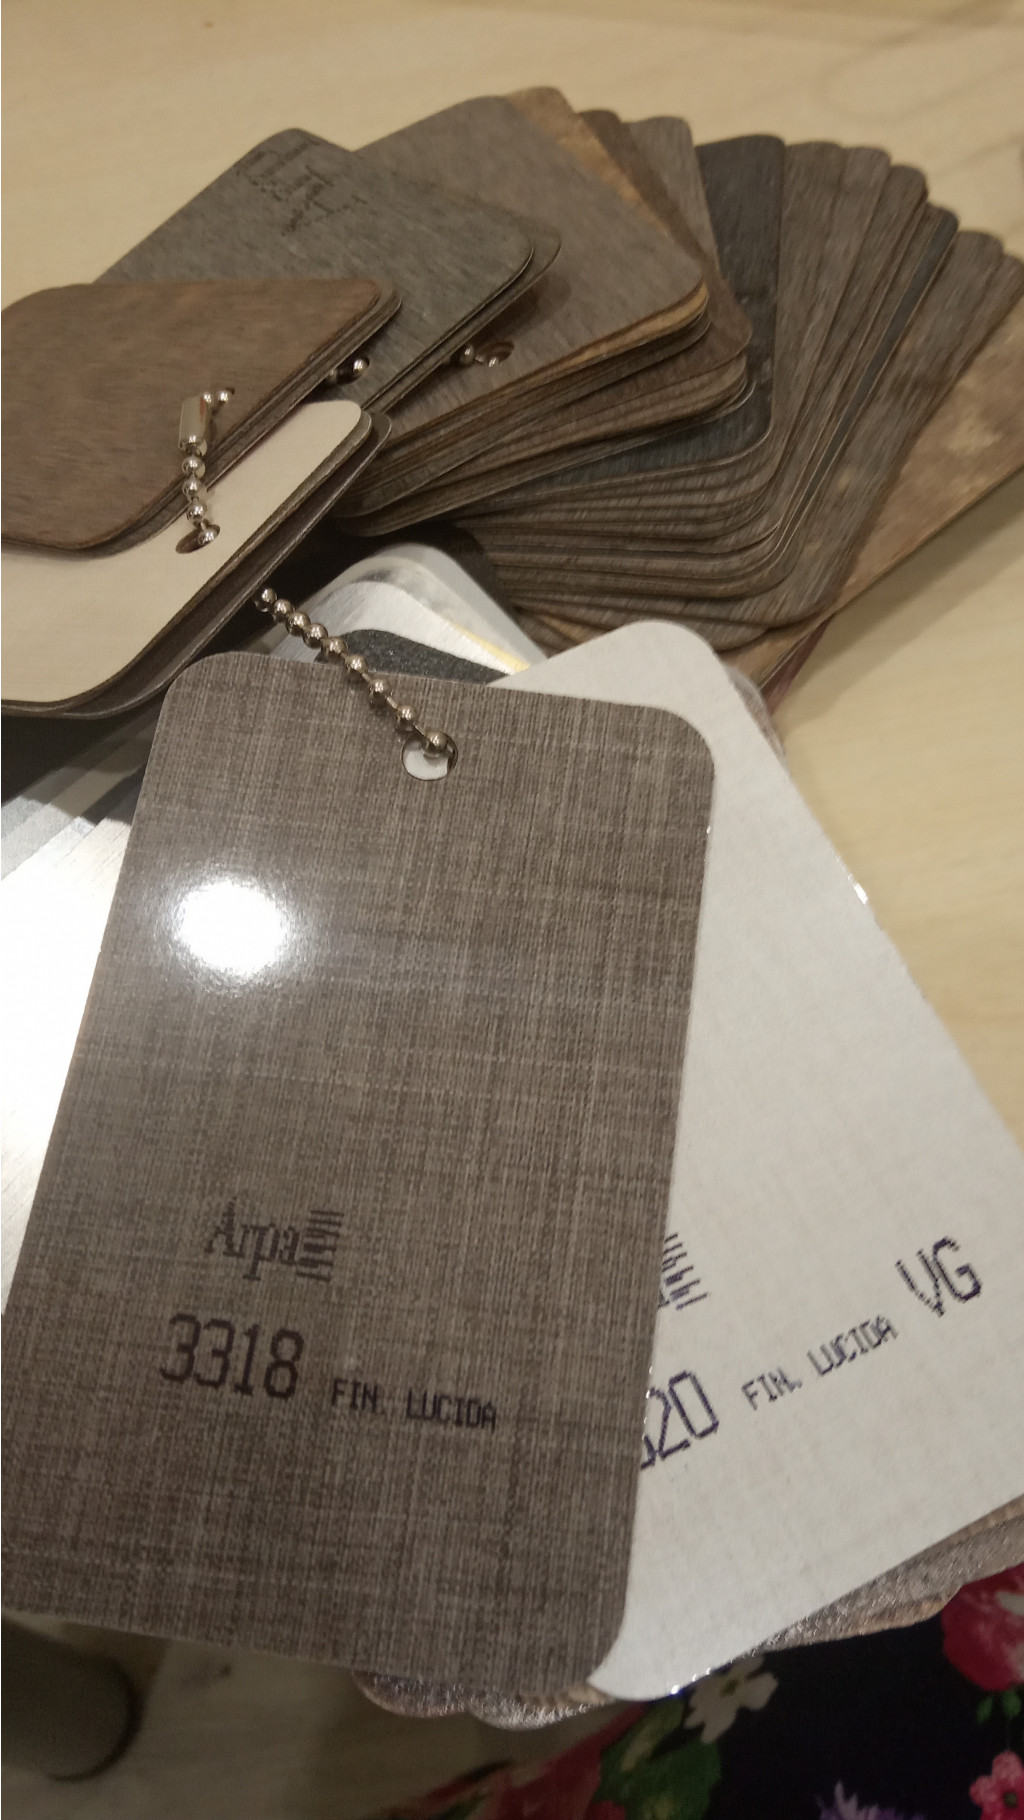 Arpa
3318 FIN. LUCIDA
20 FIN. LUCIDA VG